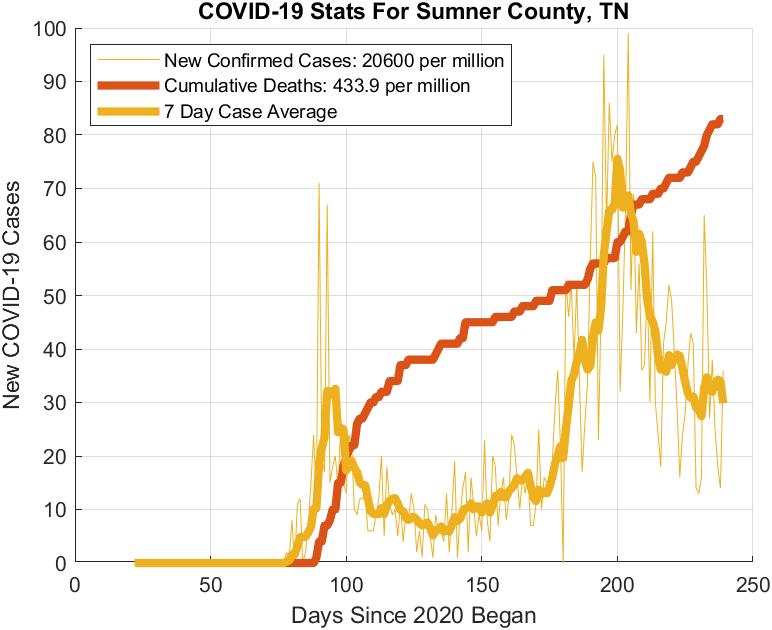 COVID-19 Stats For Sumner County, TN
New Confirmed Cases: 20600 per million
Cumulative Deaths: 433.9 per million
7 Day Case Average
New COVID-19 Cases
100
90
80
70
60
50
40
30
20
10
0
0 50 100 150 200 250
Days Since 2020 Began